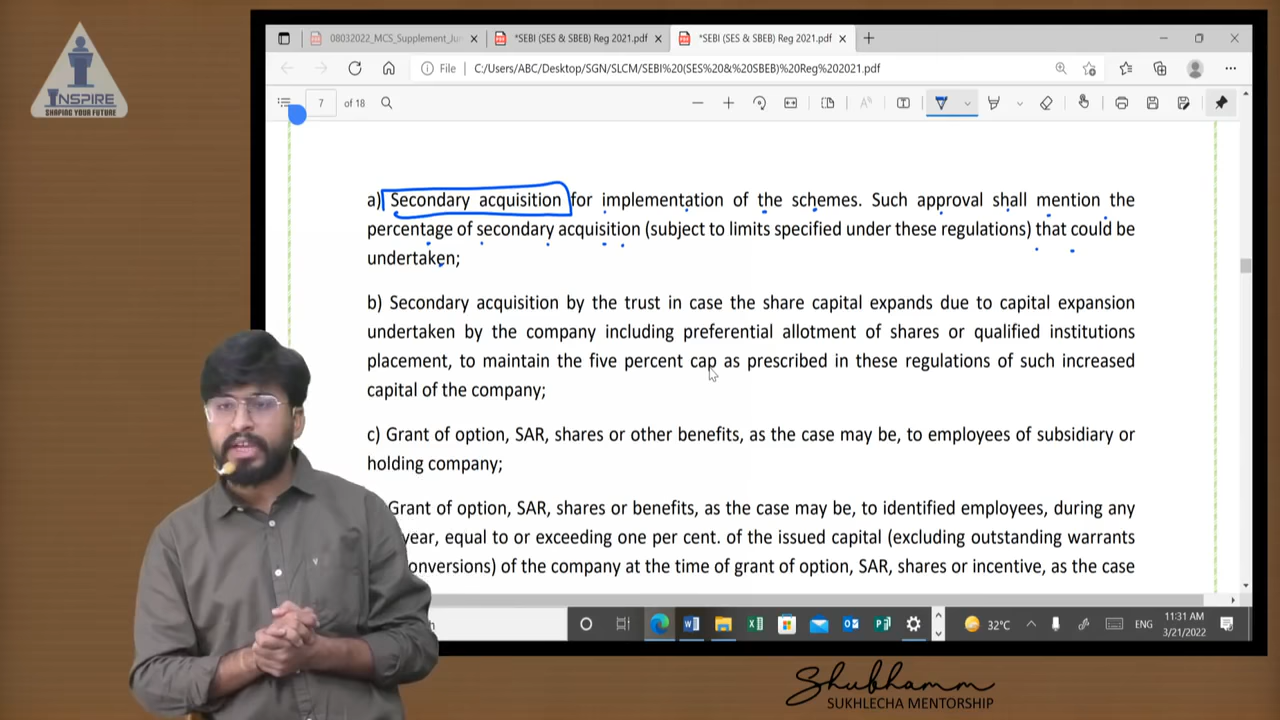 INSPIRE
SHAPING YOUR FUTURE
08032022_MCS_Supplement_Jun
*SEBI (SES & SBEB) Reg 2021.pdf
*SEBI (SES & SBEB) Reg 2021.pdf
File
C:/Users/ABC/Desktop/SGN/SLCM/SEBI%20(SES%20&%20SBEB)%20Reg%202021.pdf
7 of 18
a) Secondary acquisition for implementation of the schemes. Such approval shall mention the
percentage of secondary acquisition (subject to limits specified under these regulations) that could be
undertaken;
b) Secondary acquisition by the trust in case the share capital expands due to capital expansion
undertaken by the company including preferential allotment of shares or qualified institutions
placement, to maintain the five percent cap as prescribed in these regulations of such increased
capital of the company;
c) Grant of option, SAR, shares or other benefits, as the case may be, to employees of subsidiary or
holding company;
Grant of option, SAR, shares or benefits, as the case may be, to identified employees, during any
year, equal to or exceeding one per cent. of the issued capital (excluding outstanding warrants
onversions) of the company at the time of grant of option, SAR, shares or incentive, as the case
32°C
ENG
11:31 AM
3/21/2022
Shubhamm
SUKHLECHA MENTORSHIP